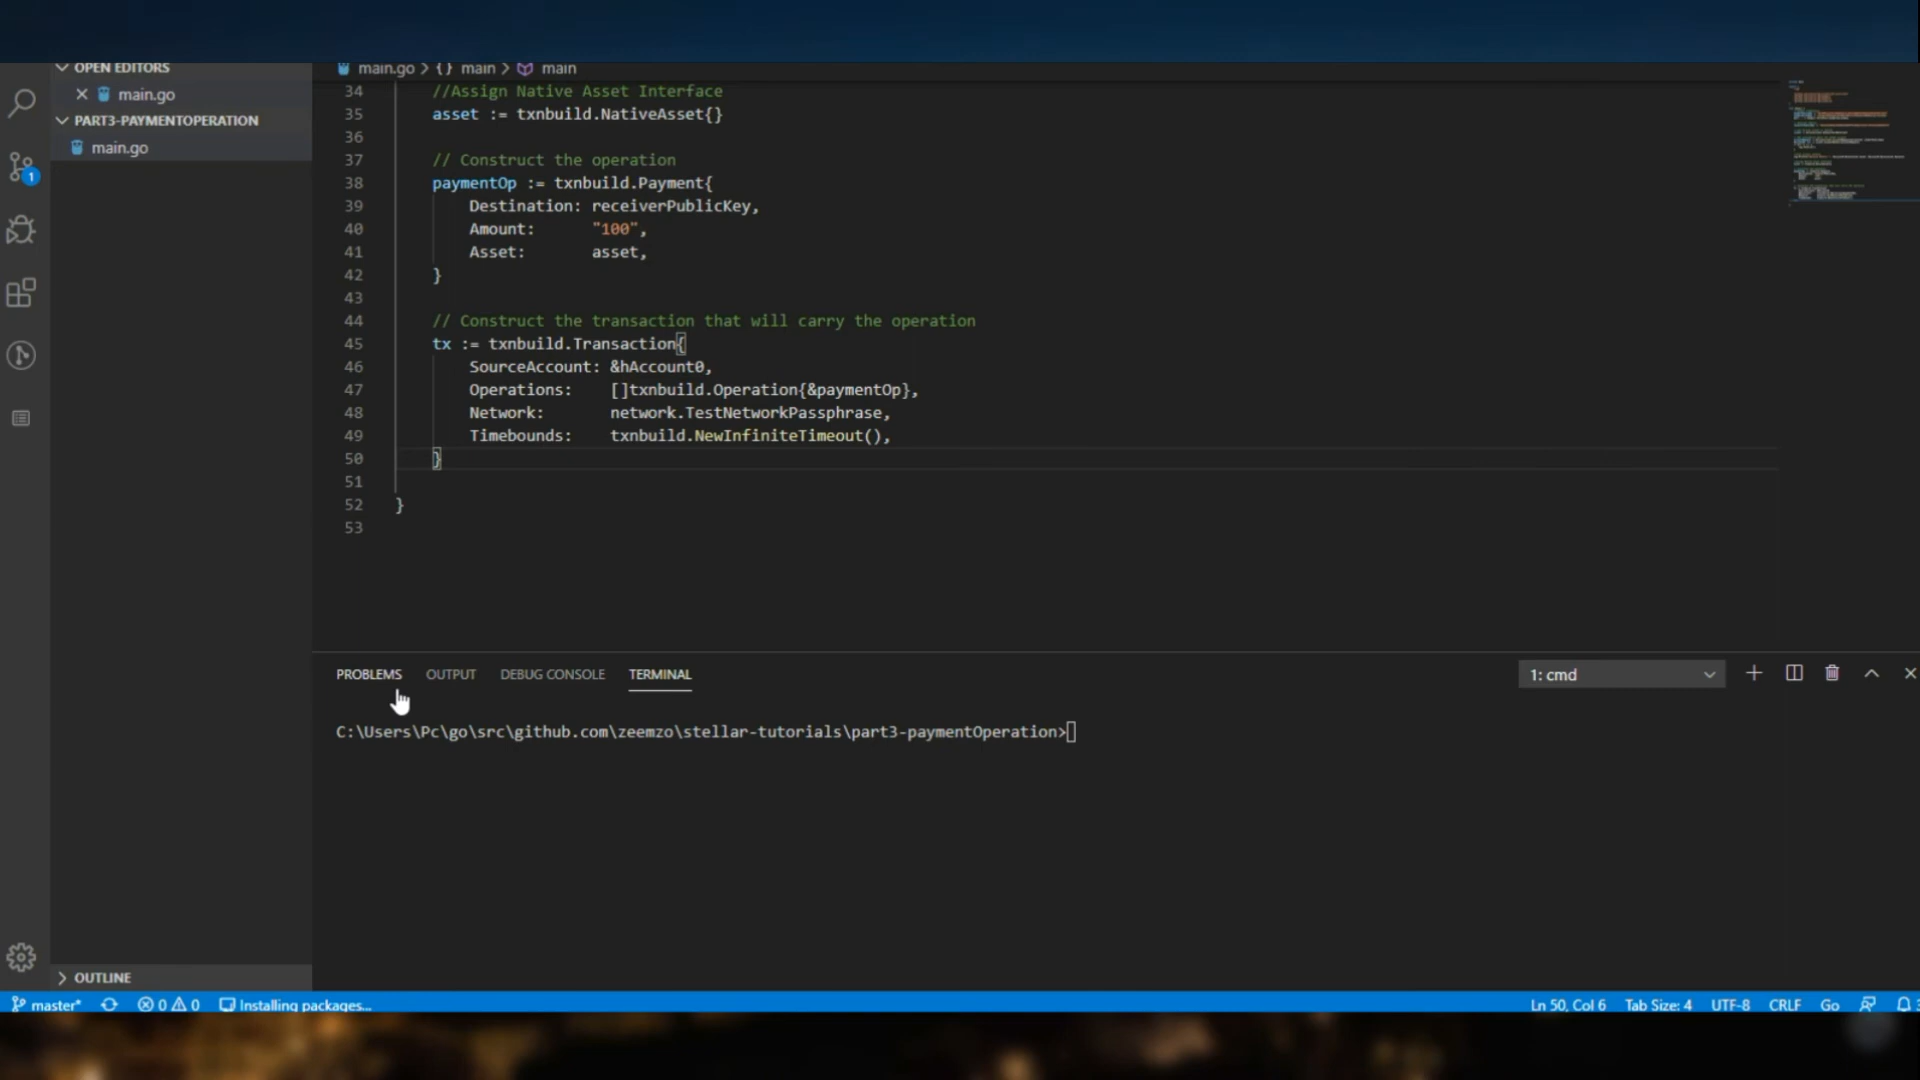 OPEN EDITORS
main.go
PART3-PAYMENTOPERATION
main.go
1
OUTLINE
main.go > {} main > main
34 //Assign Native Asset Interface
35 asset := txnbuild.NativeAsset{}
36
37 // Construct the operation
38 paymentOp := txnbuild.Payment{
39 Destination: receiverPublicKey,
40 Amount: "100",
41 Asset: asset,
42 }
43
44 // Construct the transaction that will carry the operation
45 tx := txnbuild.Transaction{
46 SourceAccount: &hAccount0,
47 Operations: []txnbuild.Operation{&paymentOp},
48 Network: network.TestNetworkPassphrase,
49 Timebounds: txnbuild.NewInfiniteTimeout(),
50 }
51
52 }
53
PROBLEMS OUTPUT DEBUG CONSOLE TERMINAL 1: cmd
C:\Users\Pc\go\src\github.com\zeemzo\stellar-tutorials\part3-paymentOperation>
master* 0 0 Installing packages... Ln 50, Col 6 Tab Size: 4 UTF-8 CRLF Go